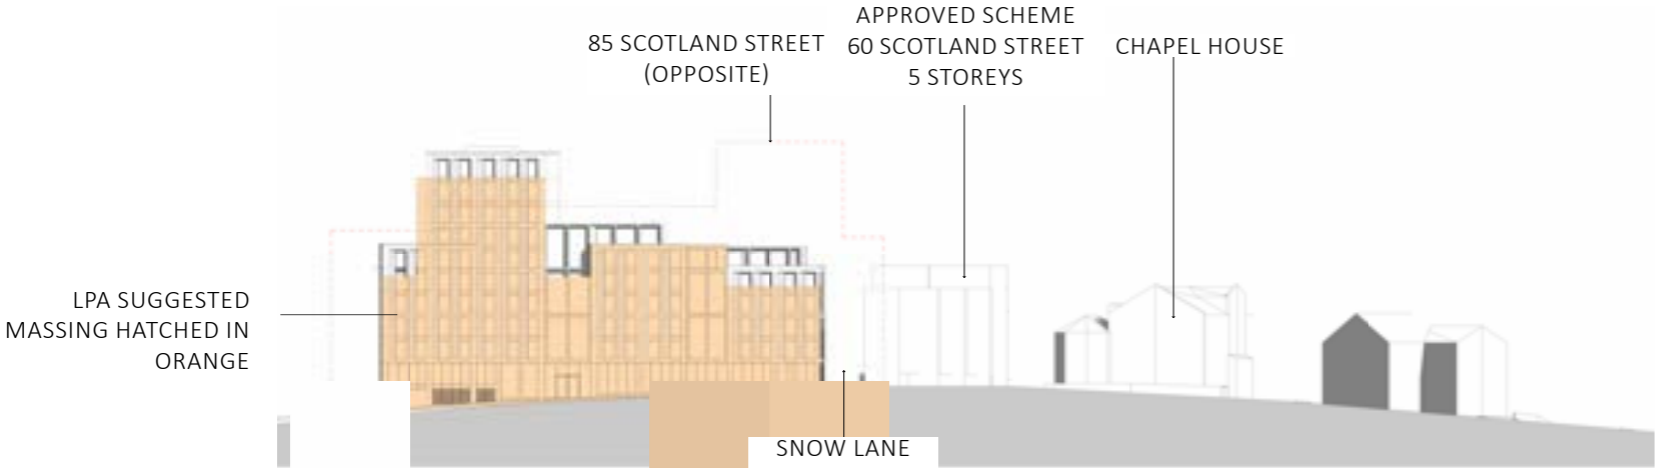 85 SCOTLAND STREET
(OPPOSITE)
APPROVED SCHEME
60 SCOTLAND STREET
5 STOREYS
CHAPEL HOUSE
LPA SUGGESTED
MASSING HATCHED IN
ORANGE
SNOW LANE